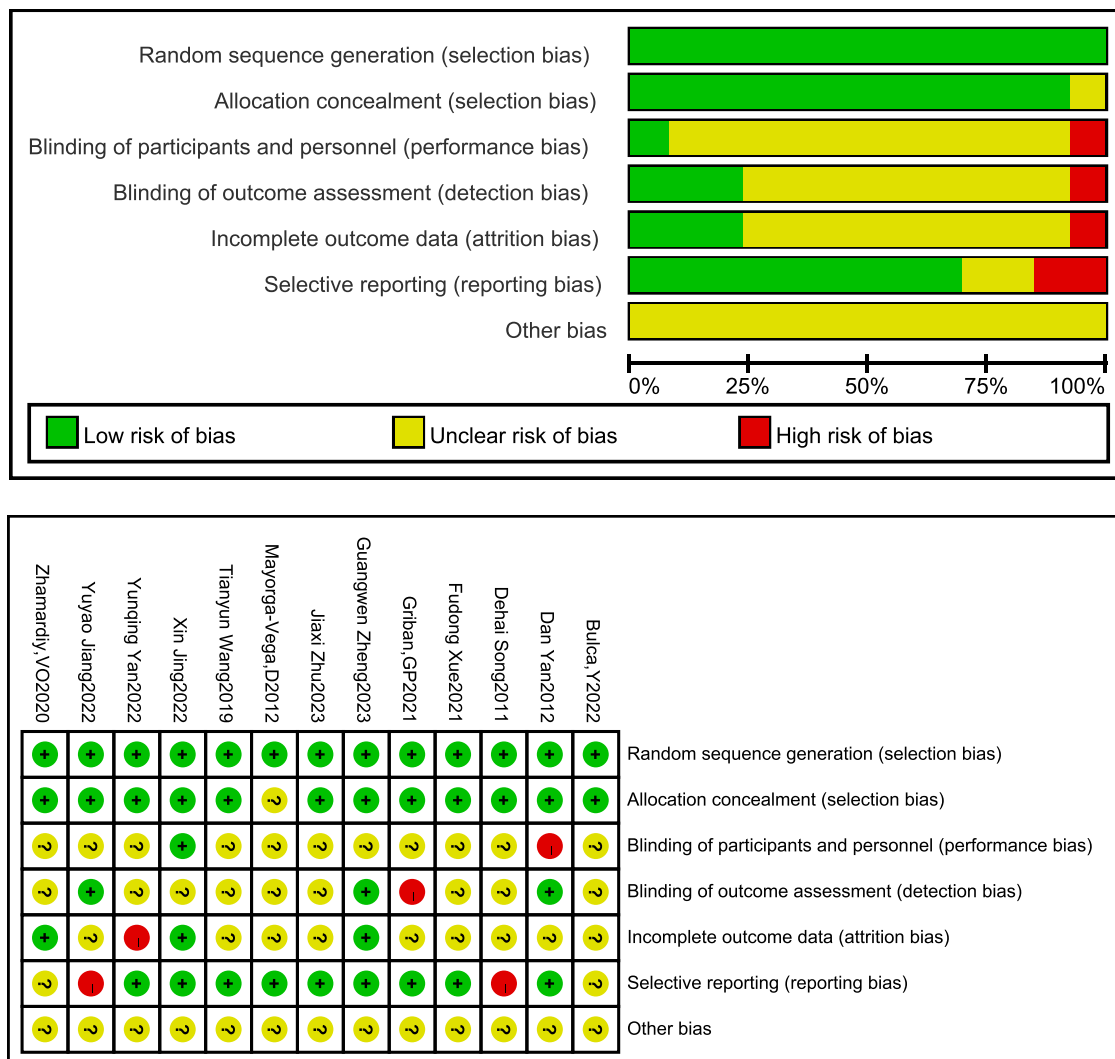 Random sequence generation (selection bias)
Allocation concealment (selection bias)
Blinding of participants and personnel (performance bias)
Blinding of outcome assessment (detection bias)
Incomplete outcome data (attrition bias)
Selective reporting (reporting bias)
Other bias
0% 25% 50% 75% 100%
Low risk of bias Unclear risk of bias High risk of bias
Zhamardiy,VO2020
Yuyao Jiang2022
Yunqing Yan2022
Xin Jing2022
Tianyun Wang2019
Mayorga-Vega,D2012
Jiaxi Zhu2023
Guangwen Zheng2023
Griban,GP2021
Fudong Xue2021
Dehai Song2011
Dan Yan2012
Bulca,Y2022
+ + + + + + + + + + + + + Random sequence generation (selection bias)
+ + + + + ? + + + + + + + Allocation concealment (selection bias)
? ? ? + ? ? ? ? ? ? ? - ? Blinding of participants and personnel (performance bias)
? + ? ? ? ? ? + - ? ? + ? Blinding of outcome assessment (detection bias)
+ ? - + ? ? ? + ? ? ? ? ? Incomplete outcome data (attrition bias)
? - + + + + + + + + - + ? Selective reporting (reporting bias)
? ? ? ? ? ? ? ? ? ? ? ? ? Other bias